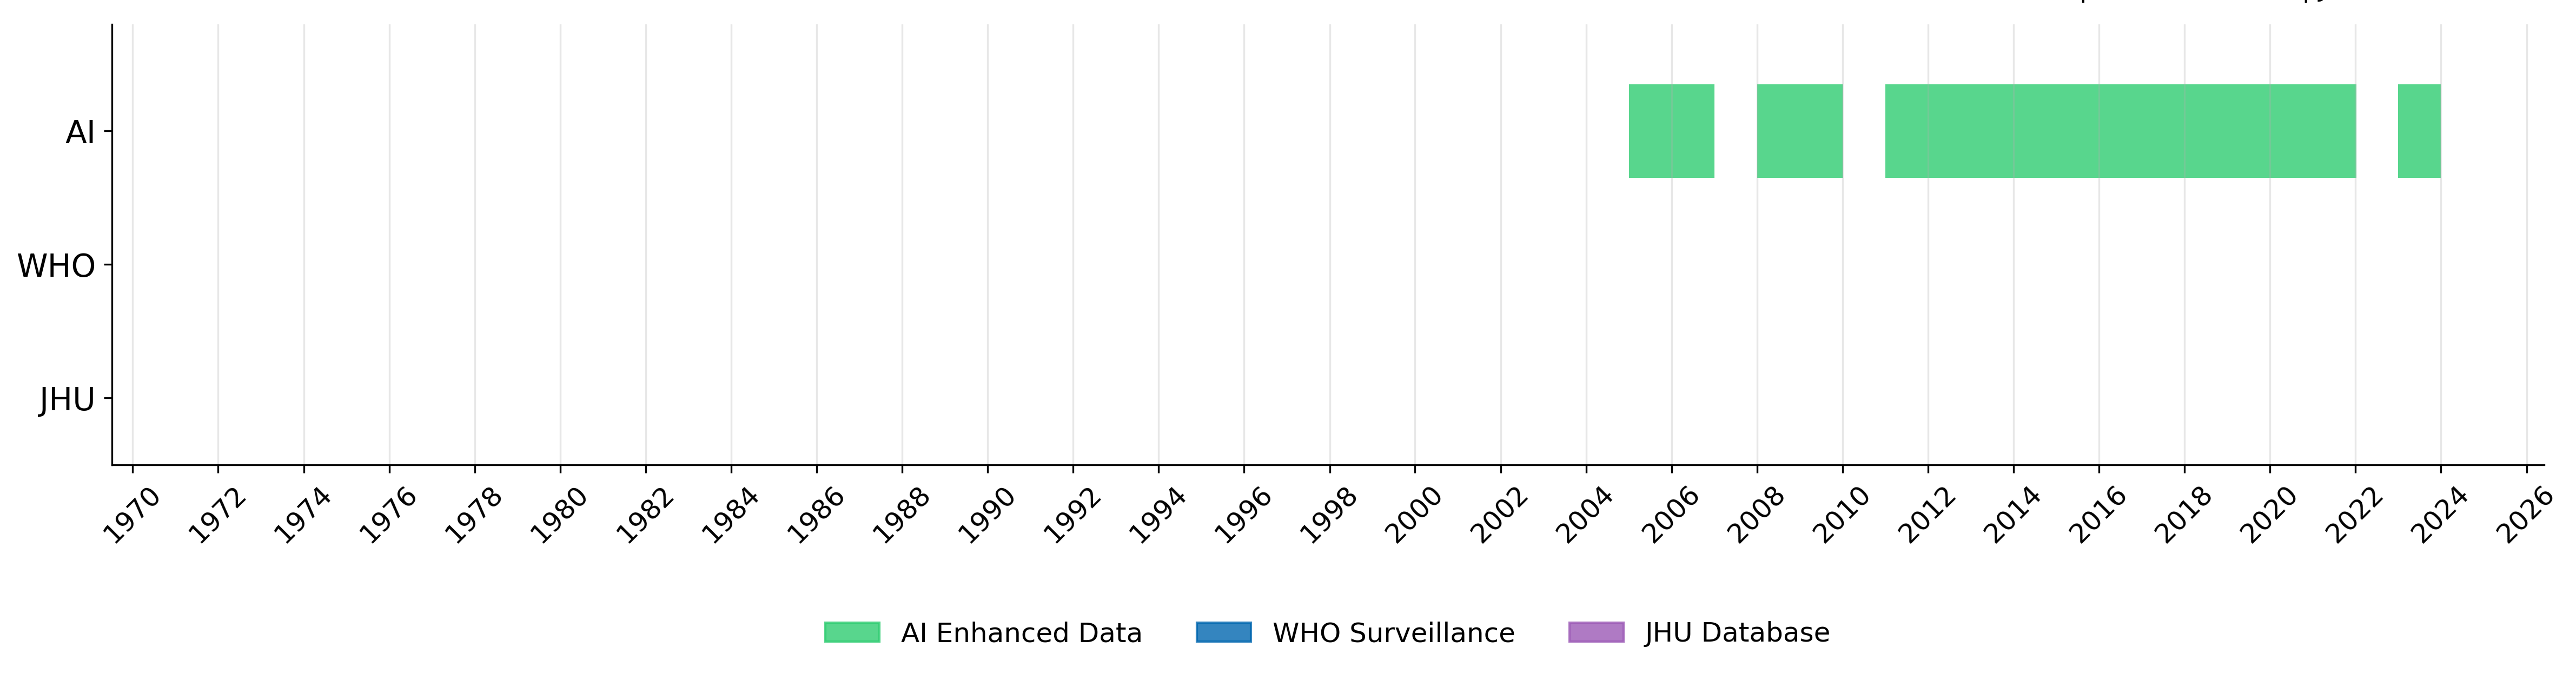 AI
WHO
JHU
1970 1972 1974 1976 1978 1980 1982 1984 1986 1988 1990 1992 1994 1996 1998 2000 2002 2004 2006 2008 2010 2012 2014 2016 2018 2020 2022 2024 2026
AI Enhanced Data WHO Surveillance JHU Database